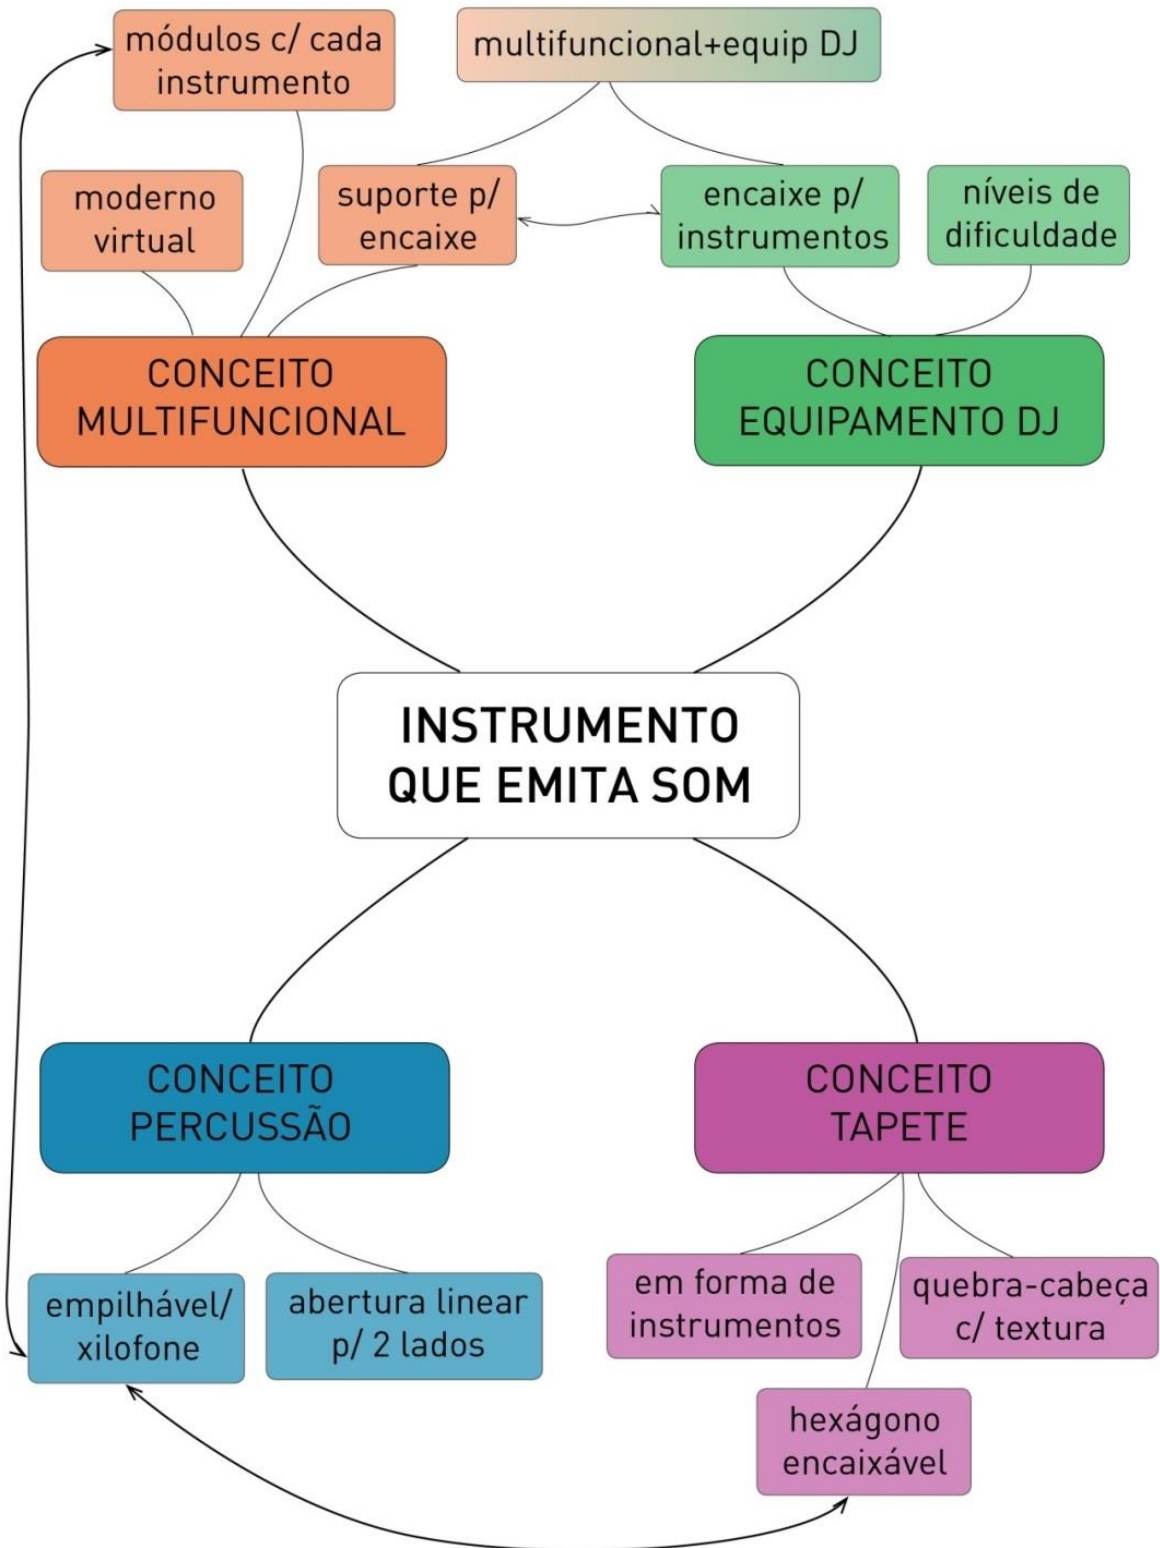 módulos c/ cada
instrumento
multifuncional+equip DJ
moderno
virtual
suporte p/
encaixe
encaixe p/
instrumentos
níveis de
dificuldade
CONCEITO
MULTIFUNCIONAL
CONCEITO
EQUIPAMENTO DJ
INSTRUMENTO
QUE EMITA SOM
CONCEITO
PERCUSSÃO
CONCEITO
TAPETE
empilhável/
xilofone
abertura linear
p/ 2 lados
em forma de
instrumentos
quebra-cabeça
c/ textura
hexágono
encaixável